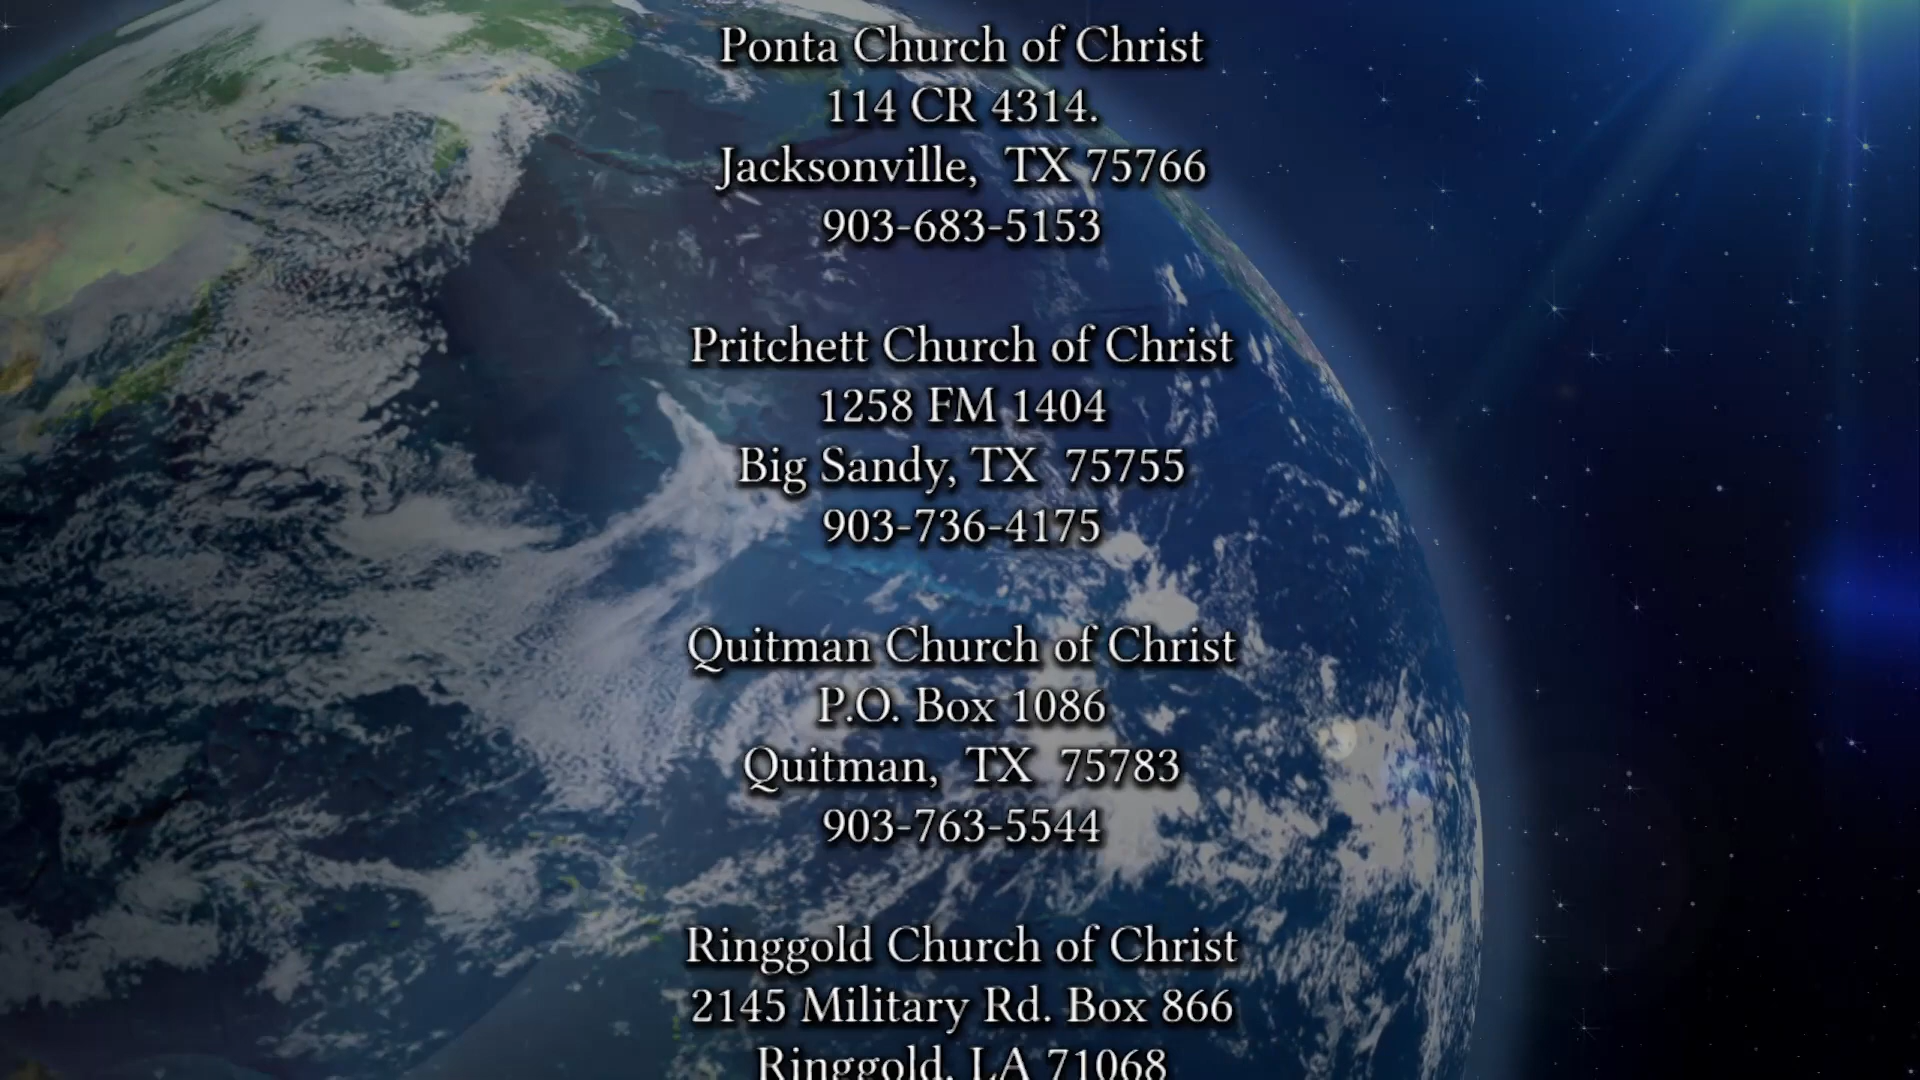 Ponta Church of Christ
114 CR 4314.
Jacksonville,  TX 75766
903-683-5153
Pritchett Church of Christ
1258 FM 1404
Big Sandy, TX  75755
903-736-4175
Quitman Church of Christ
P.O. Box 1086
Quitman,  TX  75783
903-763-5544
Ringgold Church of Christ
2145 Military Rd. Box 866
Ringgold, LA 71068